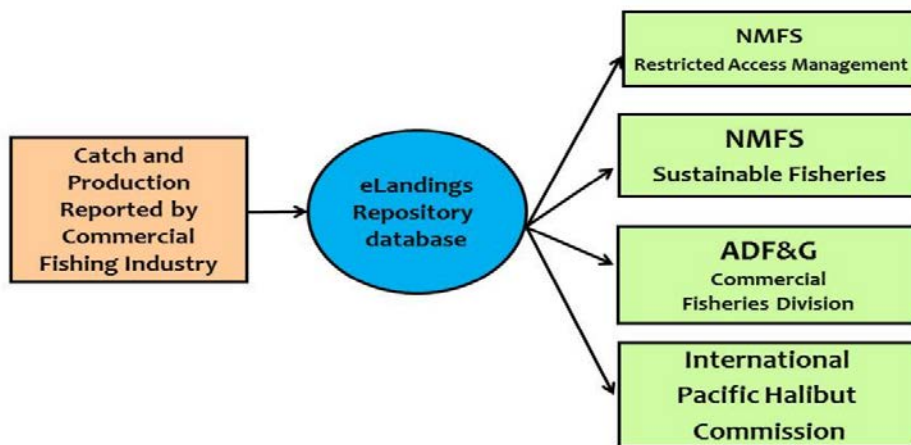 Catch and
Production
Reported by
Commercial
Fishing Industry
eLandings
Repository
database
NMFS
Restricted Access Management
NMFS
Sustainable Fisheries
ADF&G
Commercial
Fisheries Division
International
Pacific Halibut
Commission